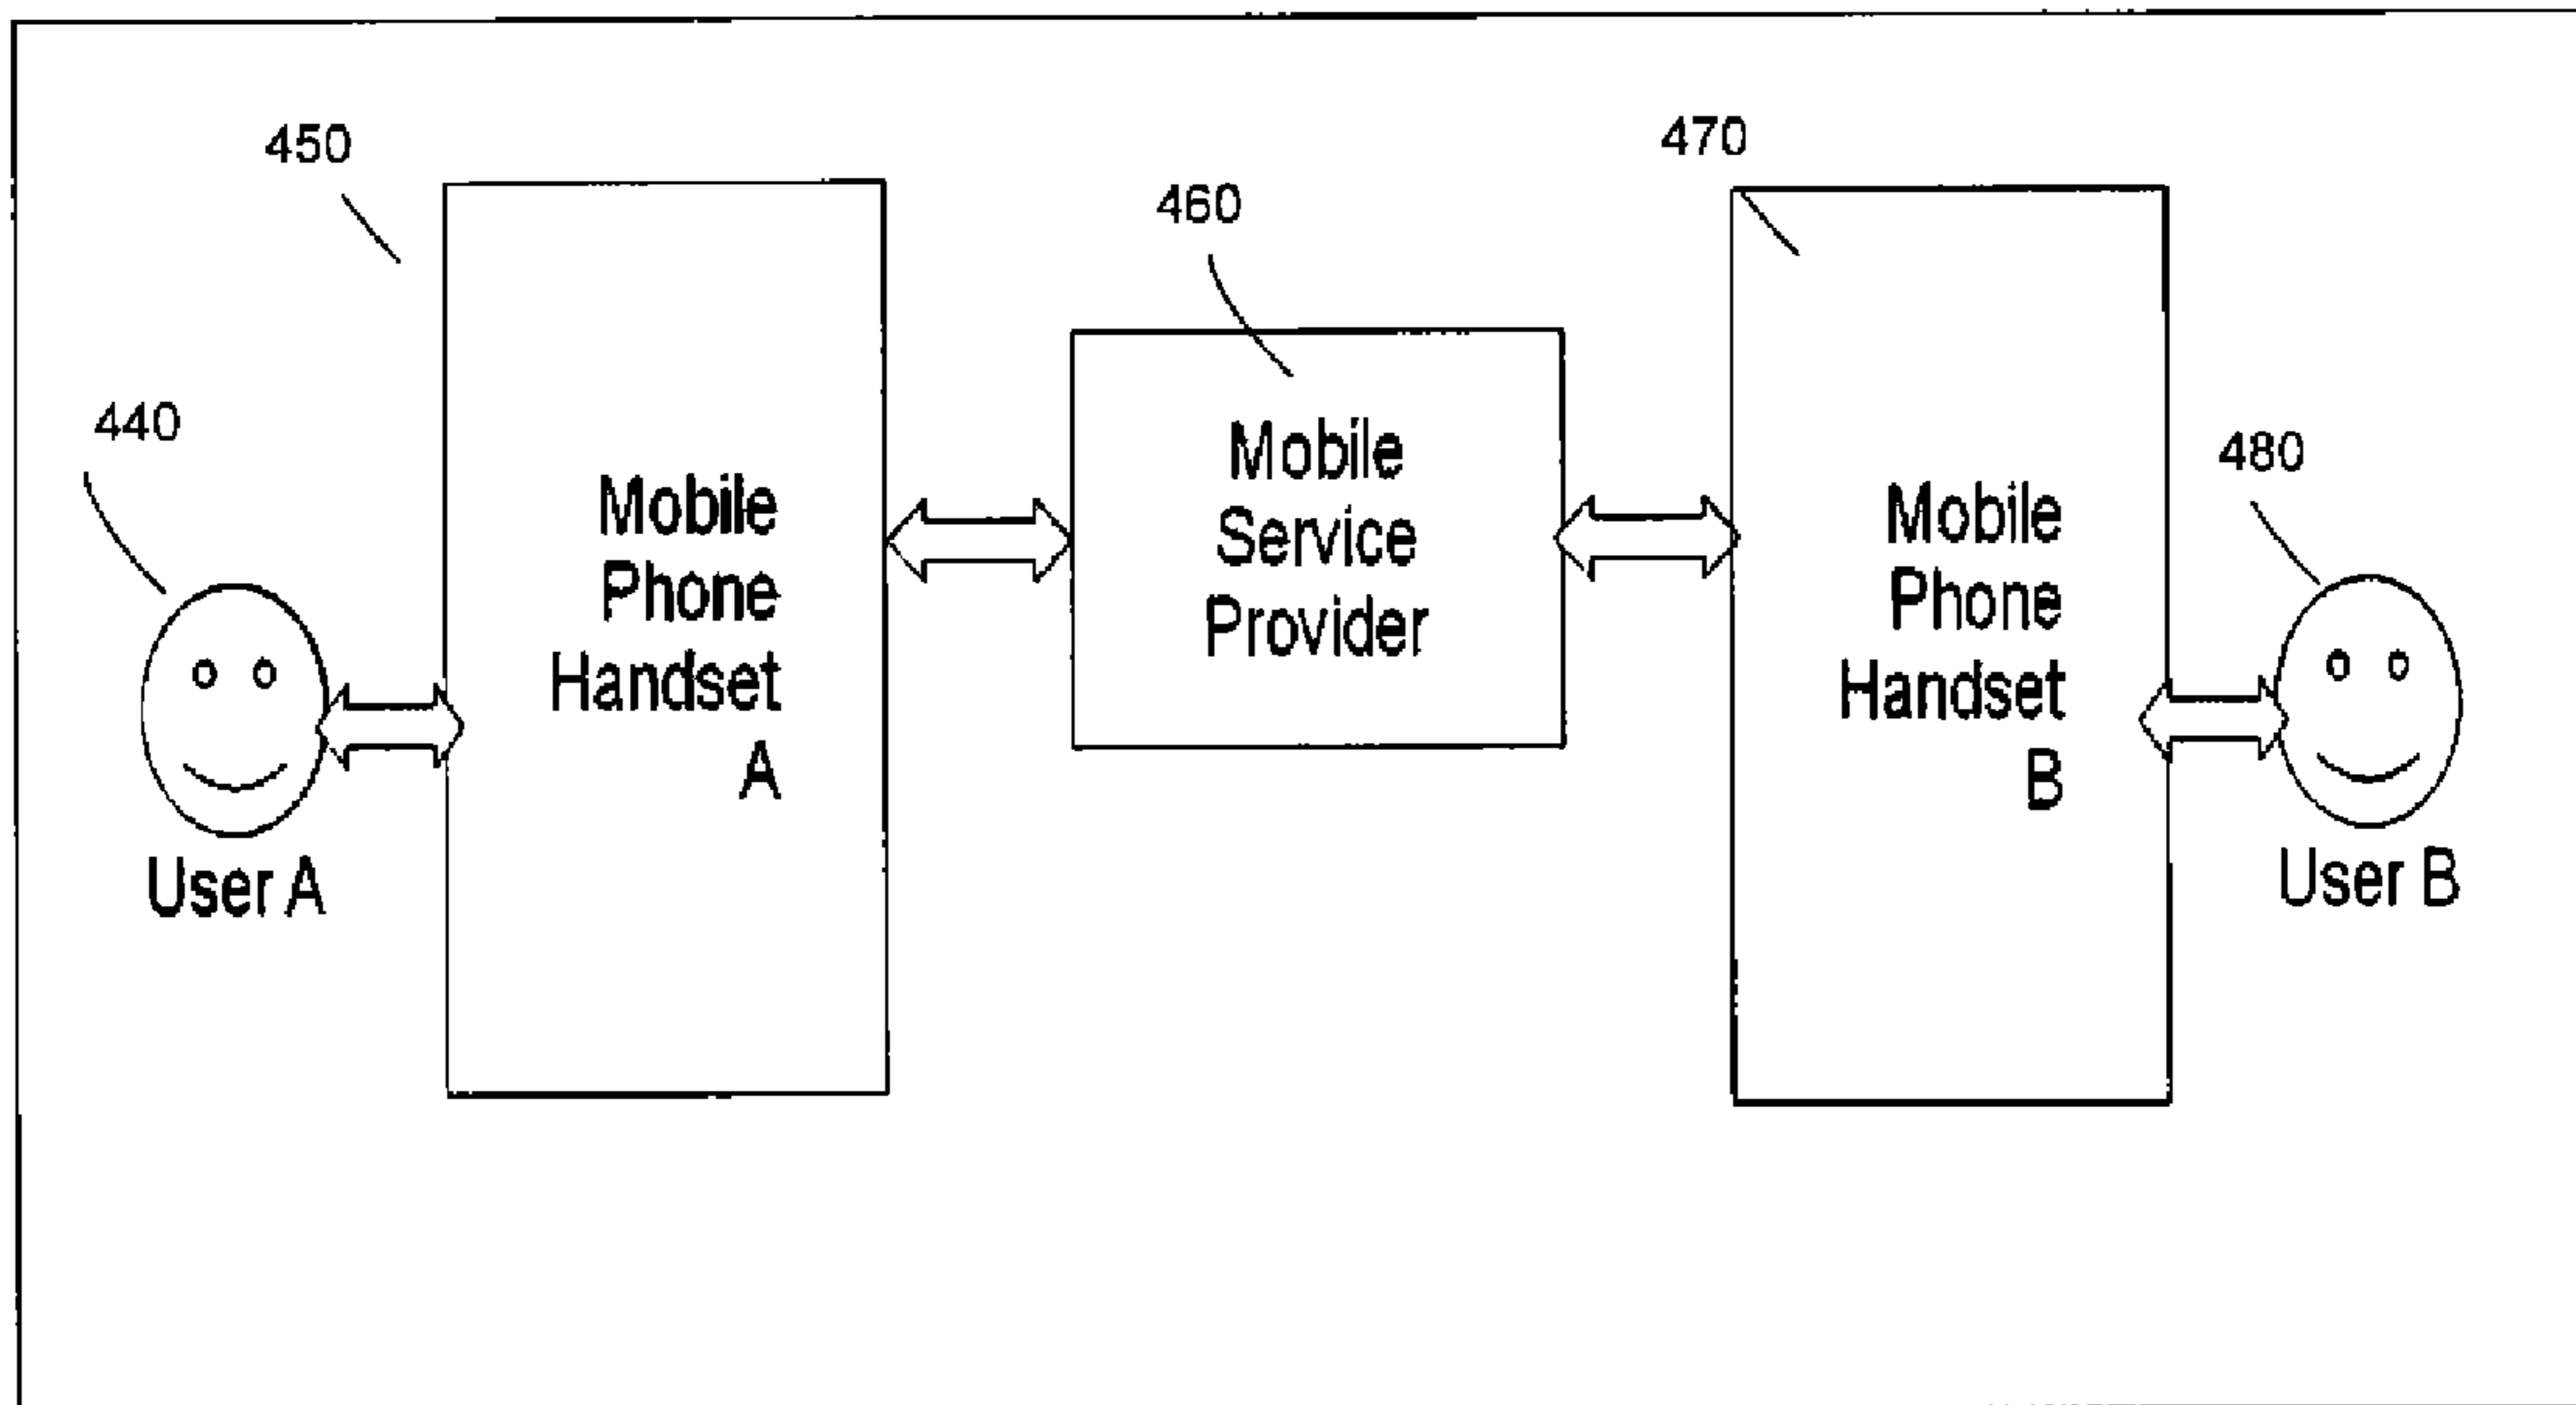 450
470
460
440
480
Mobile
Phone
Handset
A
Mobile
Service
Provider
Mobile
Phone
Handset
B
User A
User B